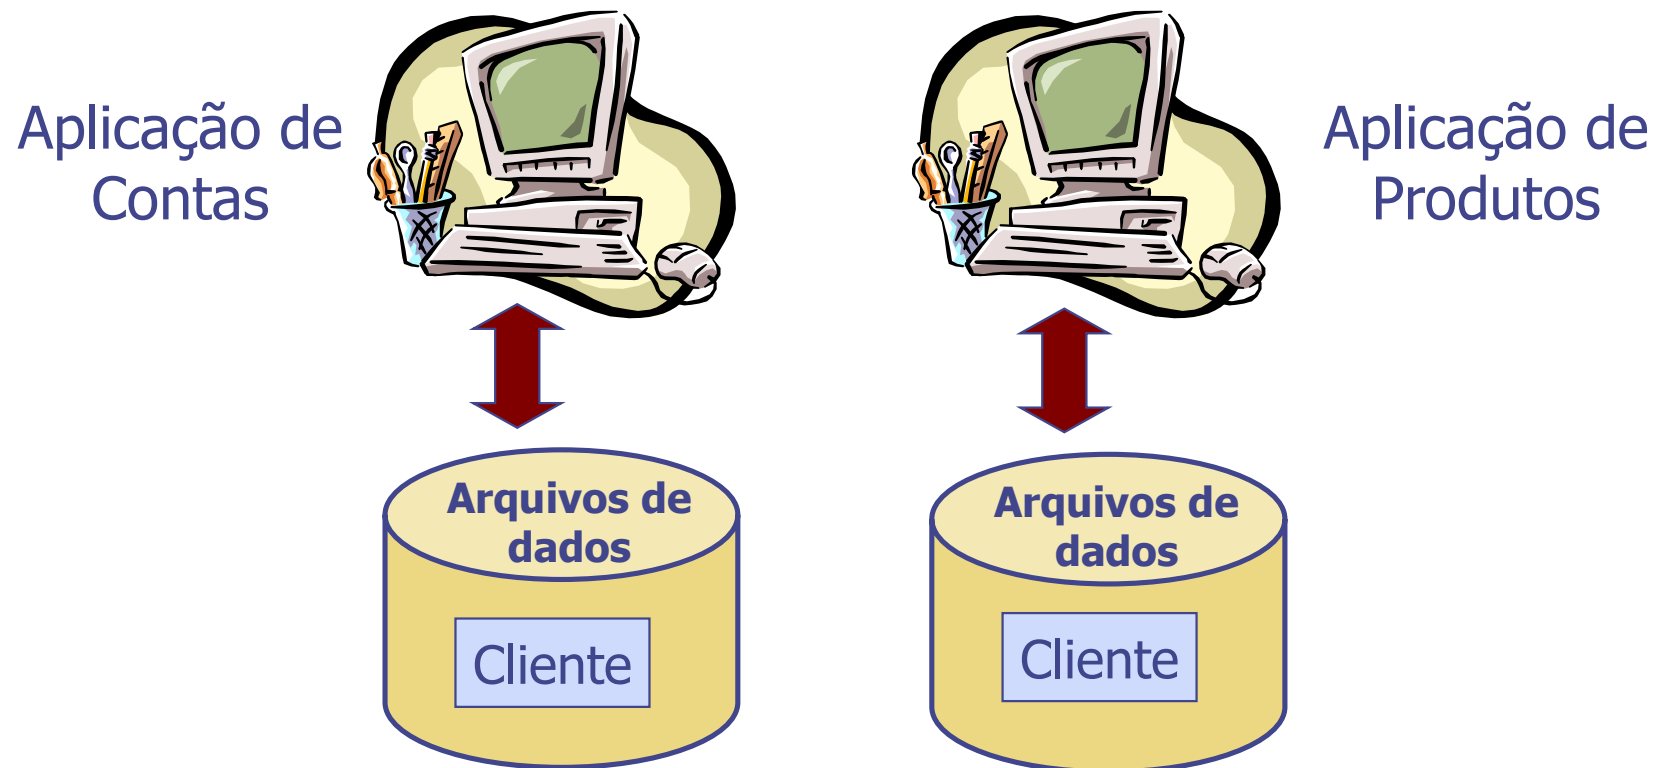 Aplicação de
Contas
Aplicação de
Produtos
Arquivos de
dados
Cliente
Arquivos de
dados
Cliente